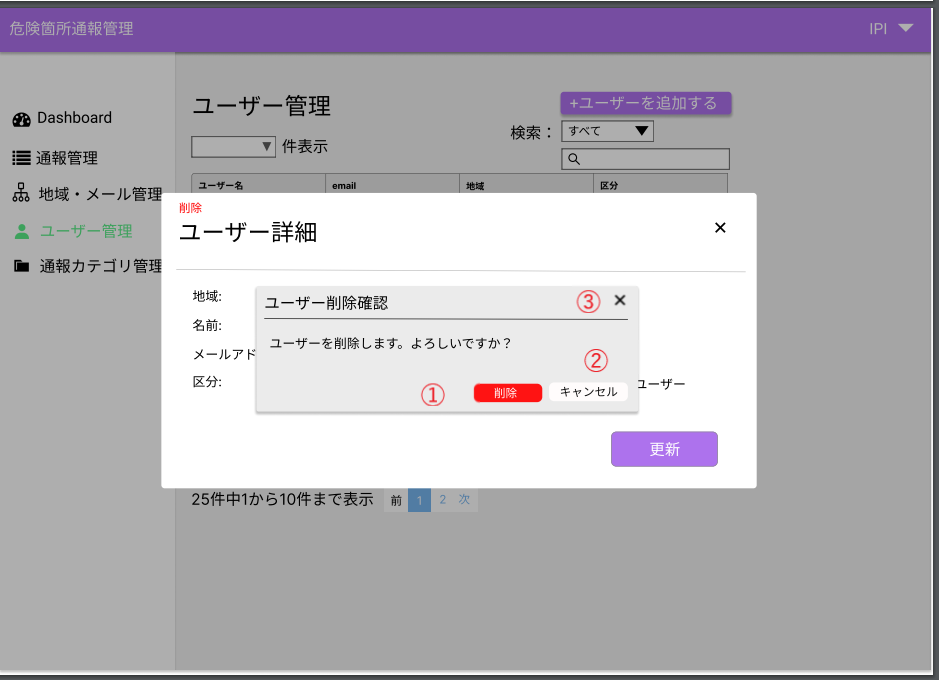 危険箇所通報管理
IPI
Dashboard
通報管理
地域・メール管理
ユーザー管理
通報カテゴリ管理
ユーザー管理
+ユーザーを追加する
件表示
検索：
すべて
ユーザー名 email 地域 区分
削除
ユーザー詳細
×
地域:
名前:
メールアド
区分:
ユーザー
ユーザー削除確認
③
×
ユーザーを削除します。よろしいですか？
②
①
削除
キャンセル
更新
25件中1から10件まで表示
前 1 2 次